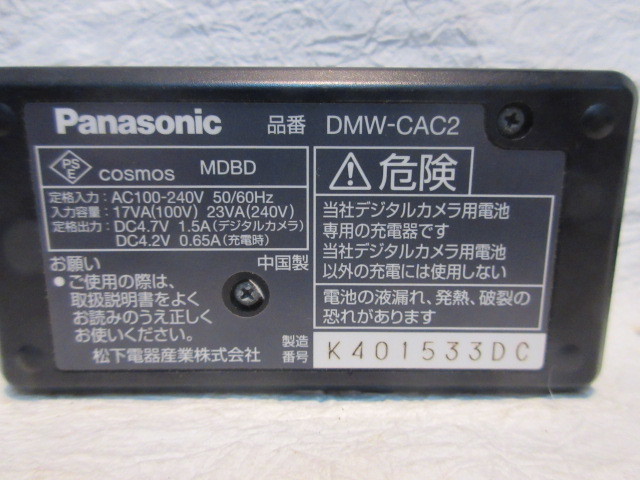 Panasonic 品番 DMW-CAC2
PS E cosmos MDBD
定格入力:AC100-240V 50/60Hz
入力容量:17VA(100V) 23VA(240V)
定格出力:DC4.7V 1.5A(デジタルカメラ)
DC4.2V 0.65A(充電時)
お願い 中国製
●ご使用の際は、
取扱説明書をよく
お読みのうえ正しく
お使いください。
松下電器産業株式会社
⚠危険
当社デジタルカメラ用電池
専用の充電器です
当社デジタルカメラ用電池
以外の充電には使用しない
電池の液漏れ、発熱、破裂の
恐れがあります
製造
番号 K401533DC